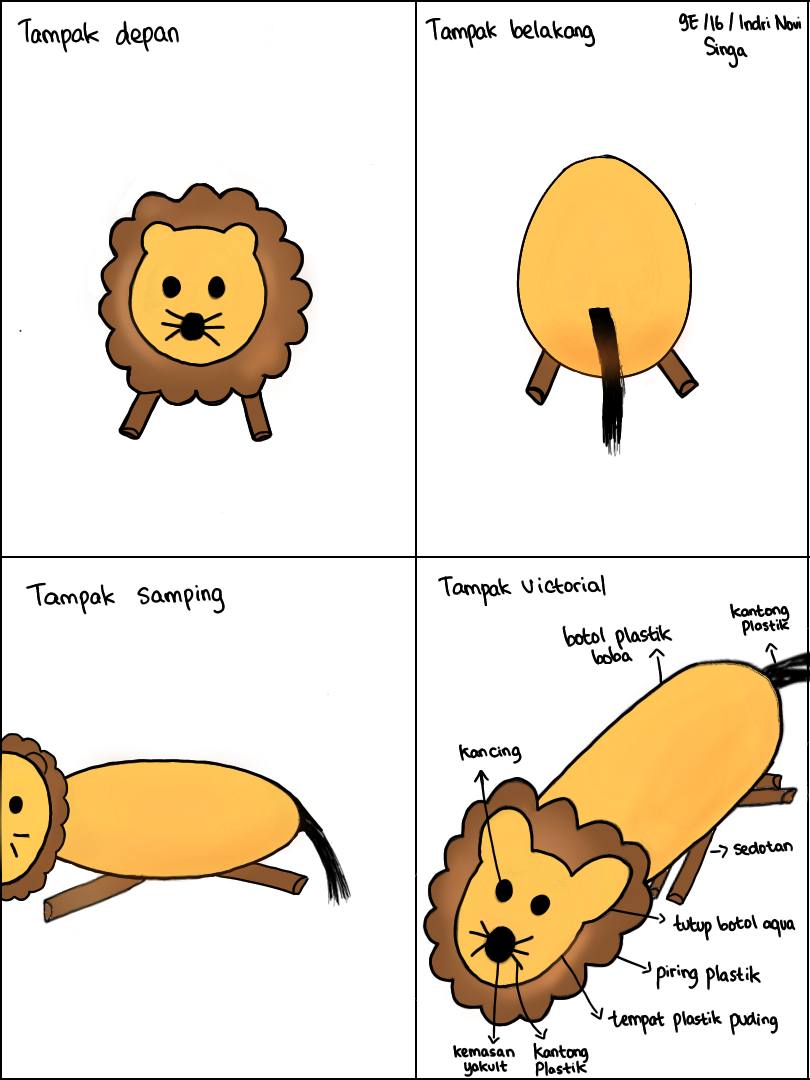 Tampak depan
Tampak belakang
9E /16 / Indri Novi
Singa
Tampak samping
Tampak victorial
botol plastik
boba
kantong
Plastik
kancing
sedotan
tutup botol aqua
piring plastik
tempat plastik puding
kemasan
yakult
kantong
Plastik